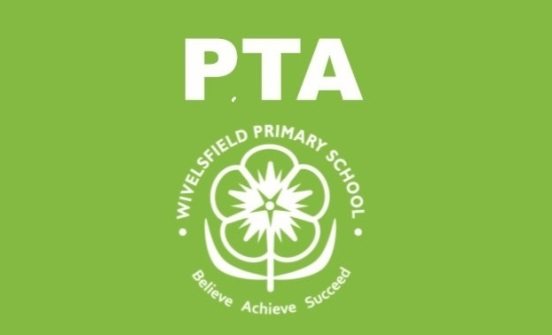 PTA
WIVELSFIELD PRIMARY SCHOOL
Believe Achieve Succeed